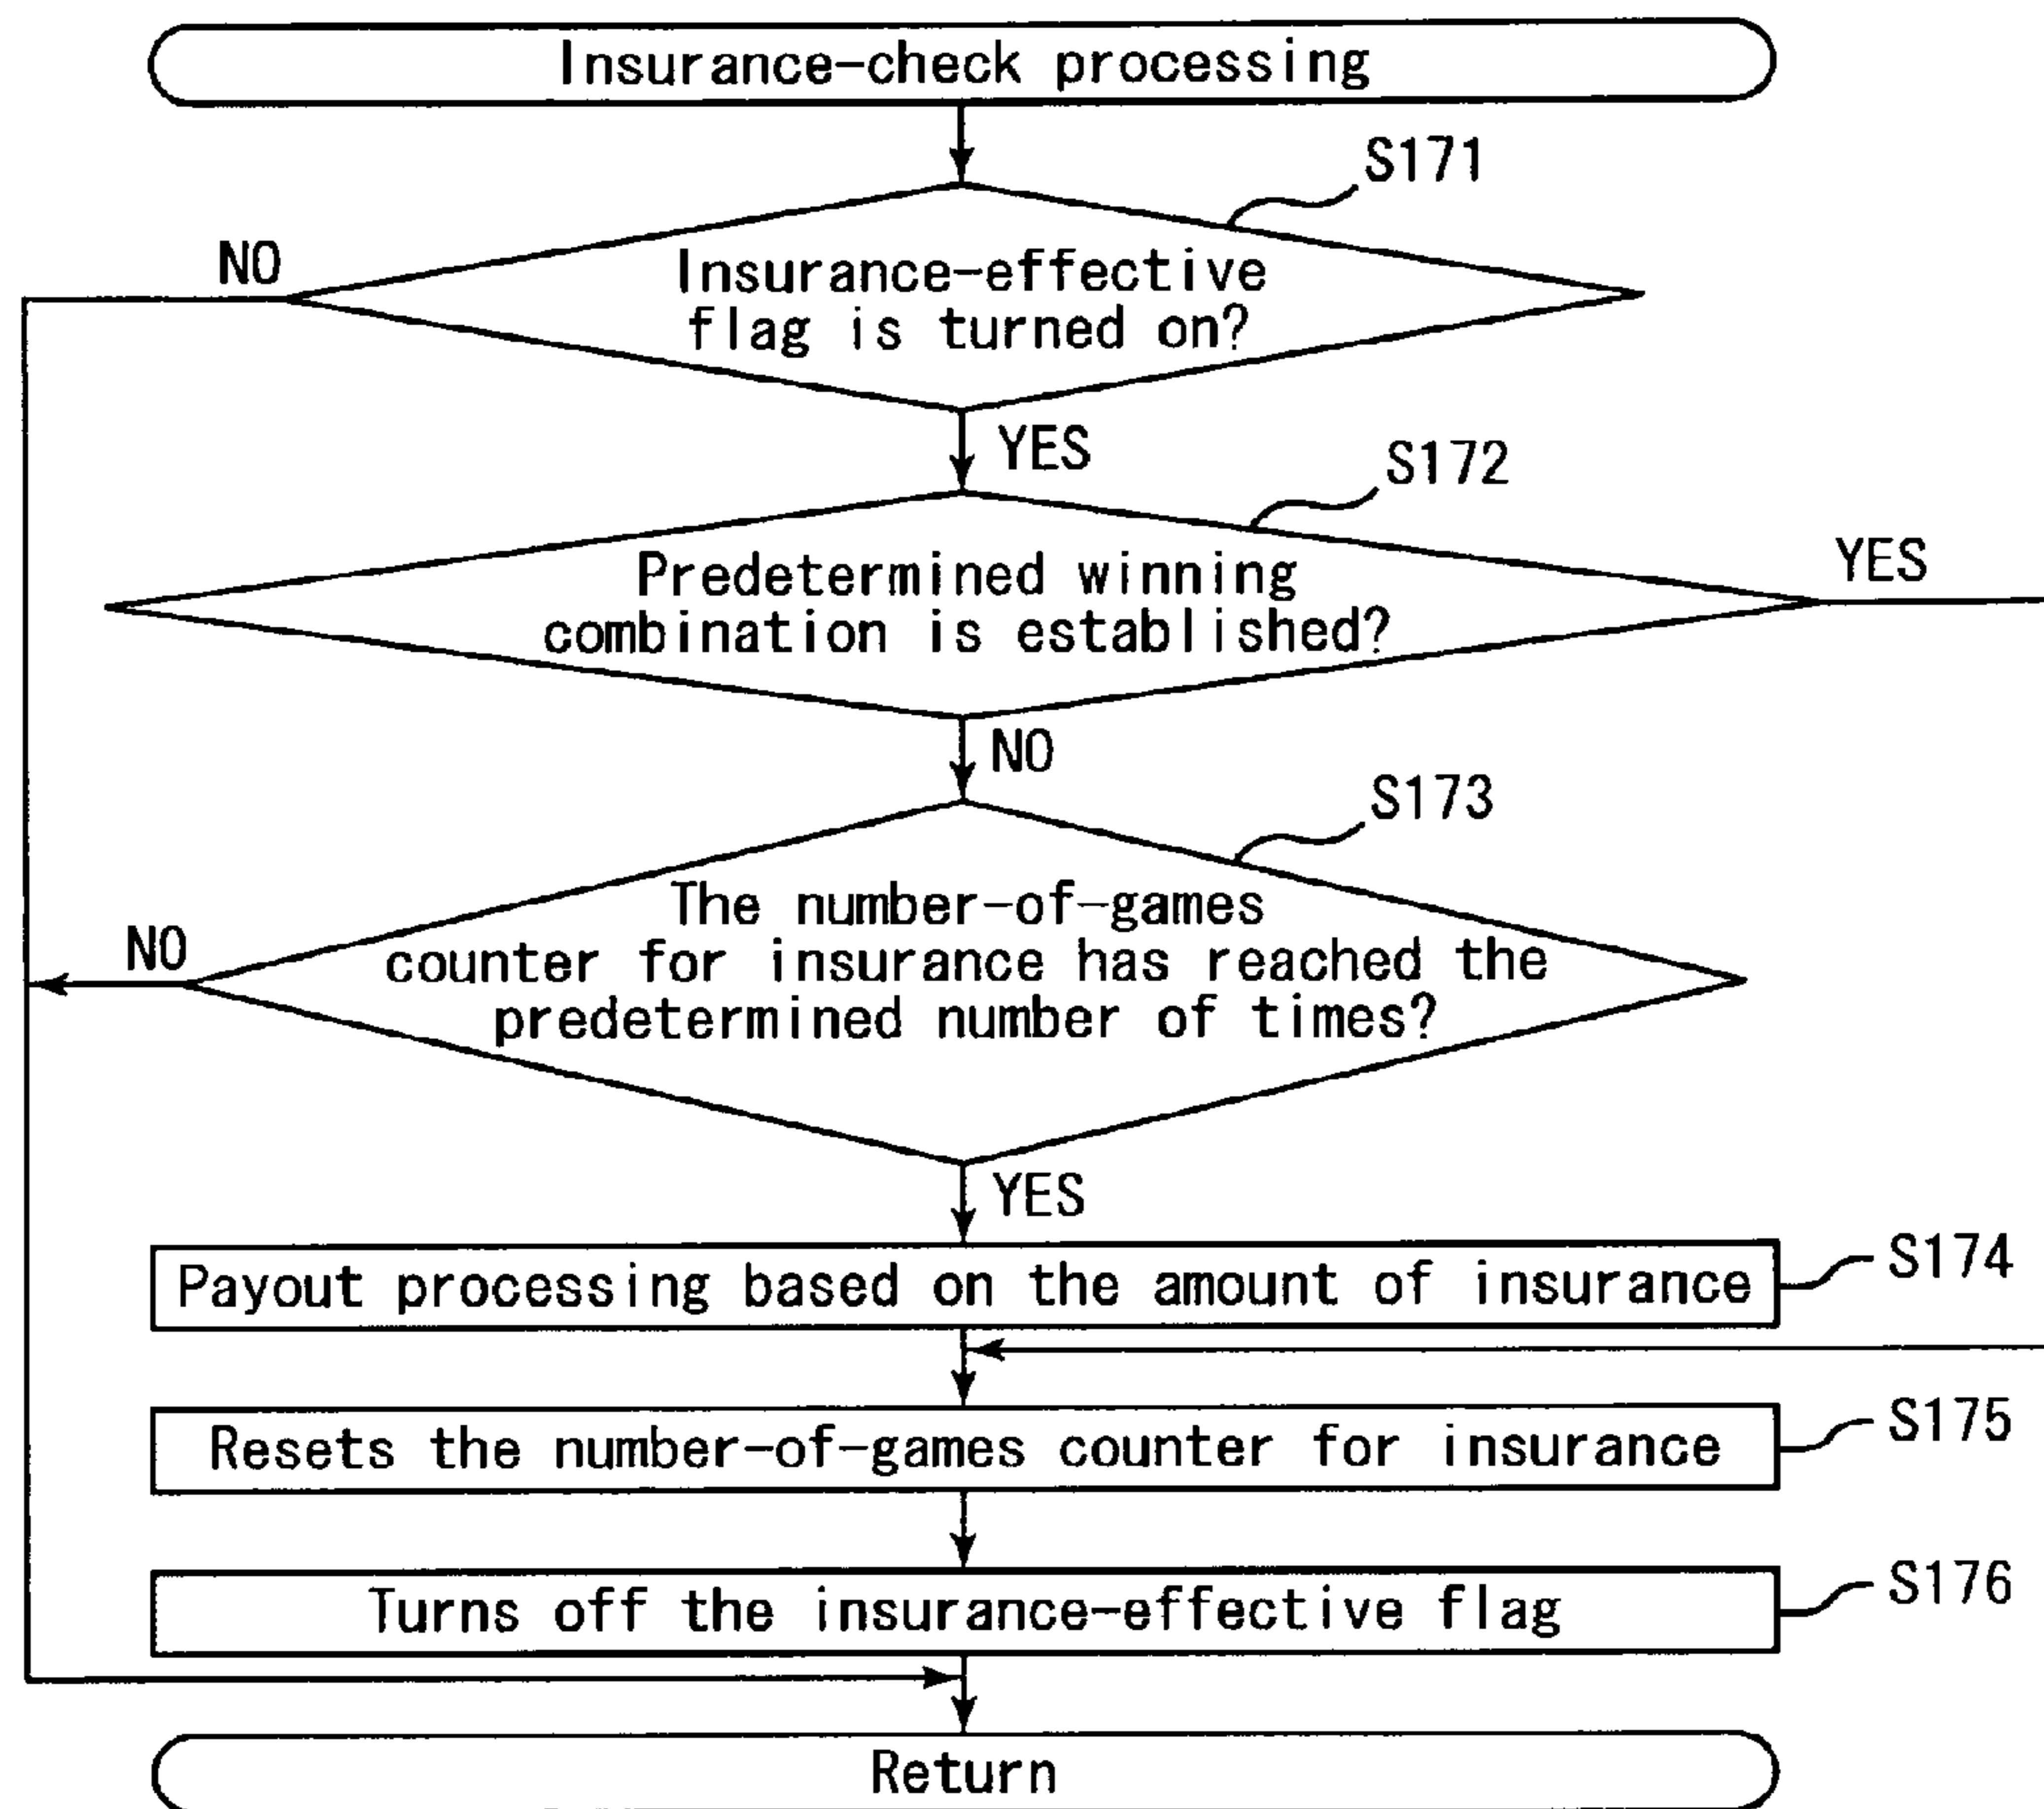 Insurance-check processing
S171
NO
Insurance-effective
flag is turned on?
YES
S172
YES
Predetermined winning
combination is established?
NO
S173
The number-of-games
NO
counter for insurance has reached the
predetermined number of times?
YES
S174
Payout processing based on the amount of insurance
S175
Resets the number-of-games counter for insurance
S176
Turns off the insurance-effective flag
Return